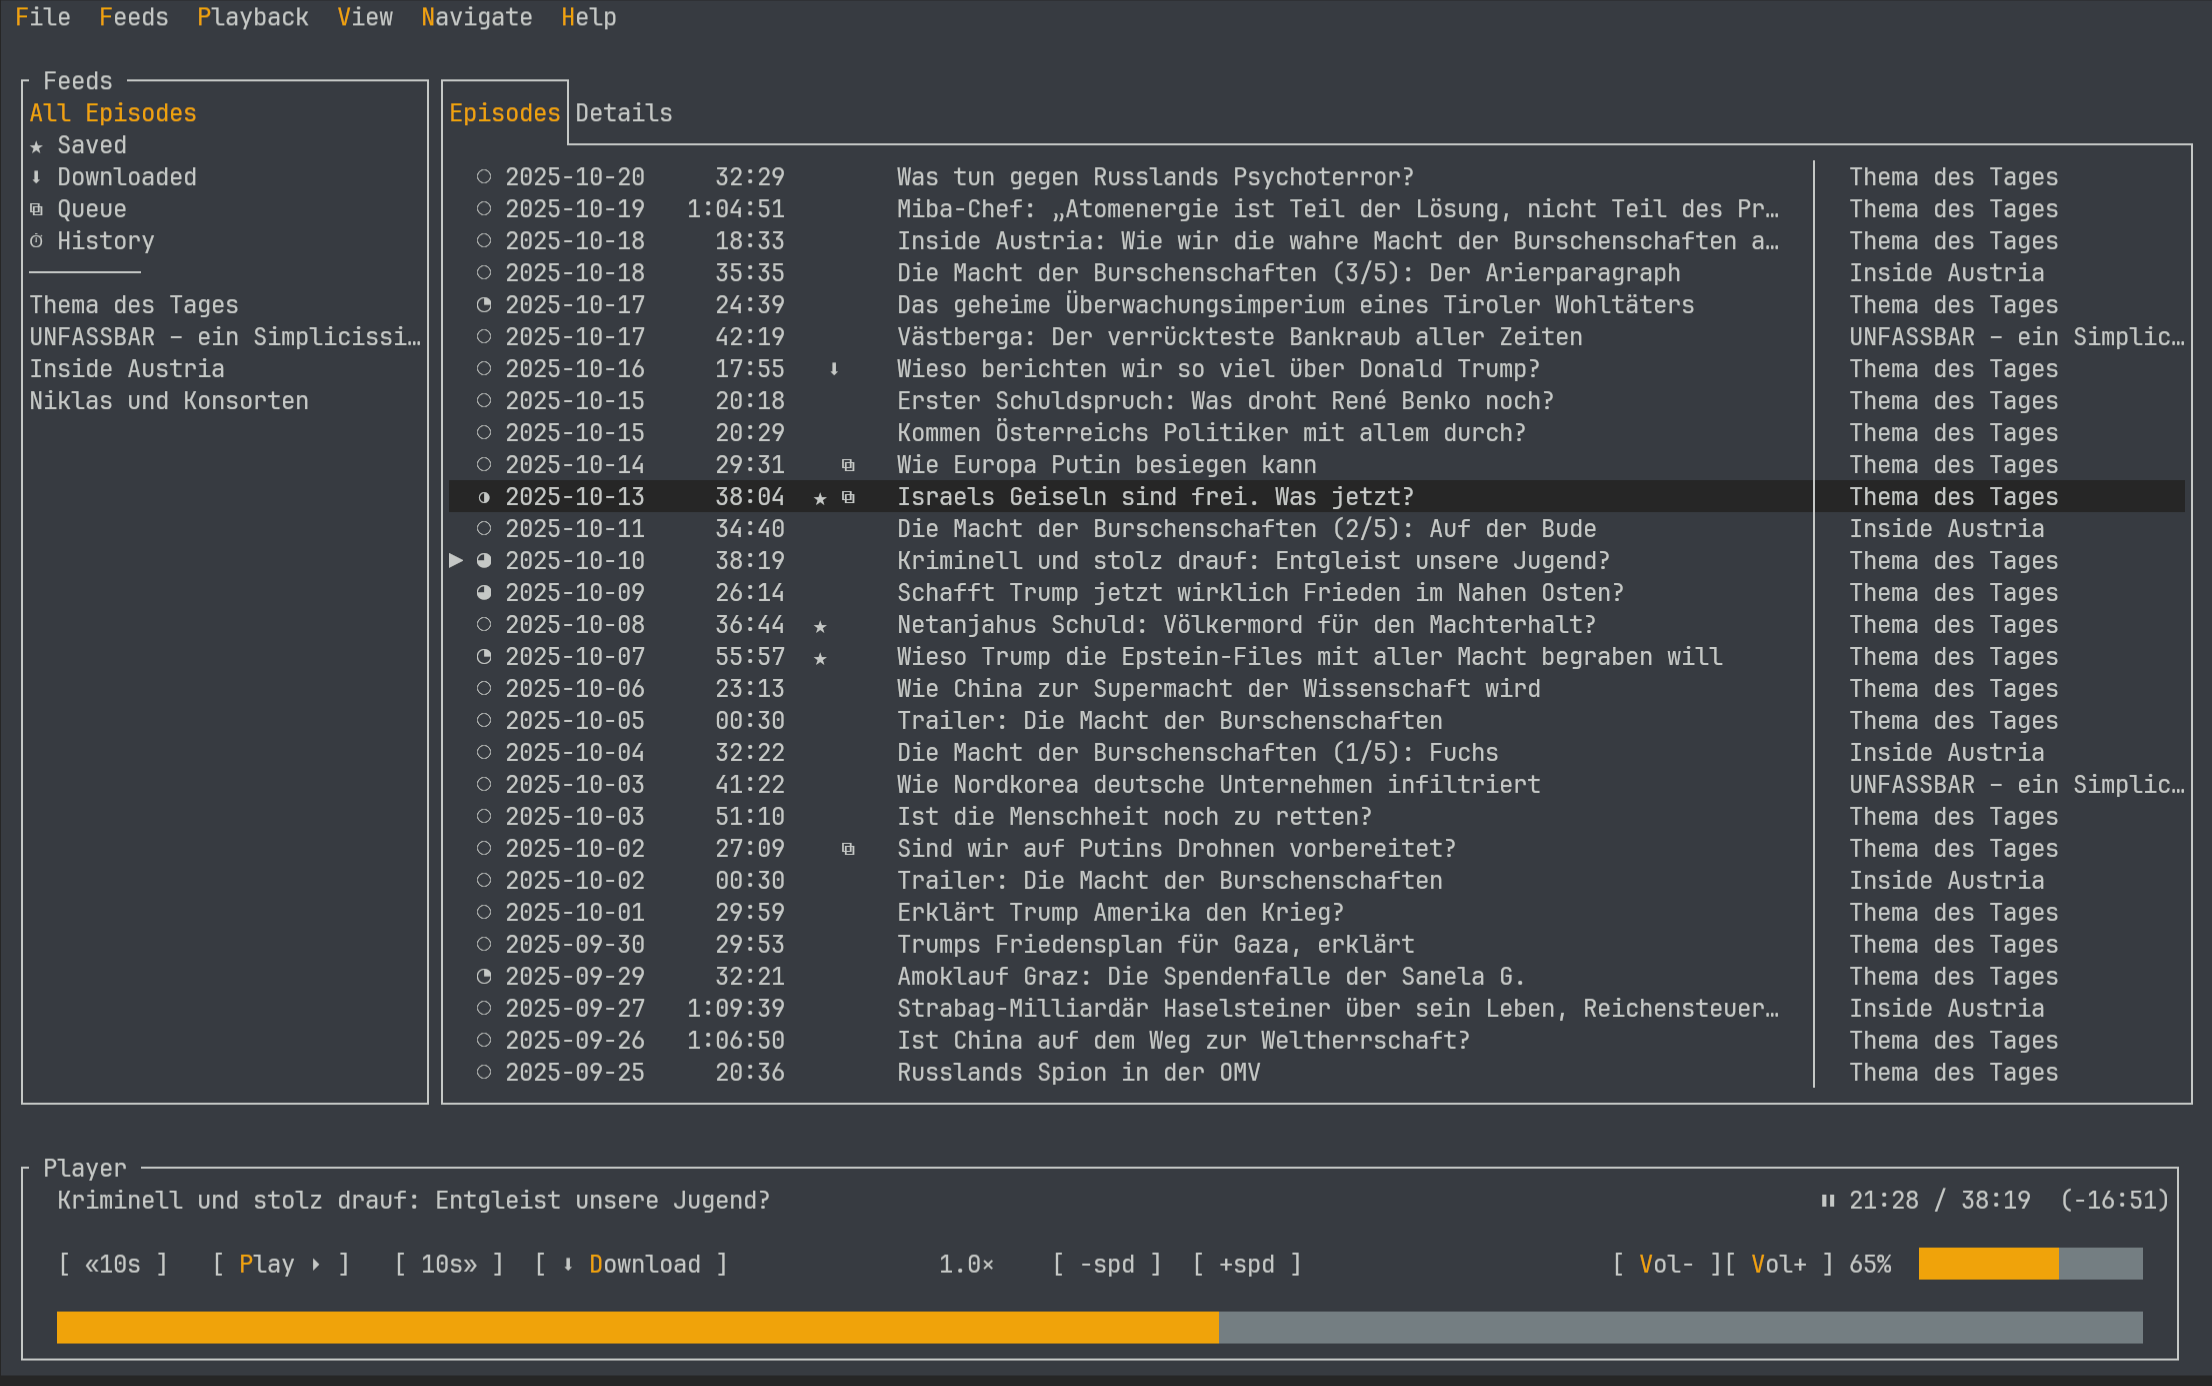 File Feeds Playback View Navigate Help
Feeds
All Episodes
★ Saved
⬇ Downloaded
⧉ Queue
⏱ History
Thema des Tages
UNFASSBAR – ein Simplicissi…
Inside Austria
Niklas und Konsorten
Episodes Details
○ 2025-10-20 32:29 Was tun gegen Russlands Psychoterror? Thema des Tages
○ 2025-10-19 1:04:51 Miba-Chef: „Atomenergie ist Teil der Lösung, nicht Teil des Pr… Thema des Tages
○ 2025-10-18 18:33 Inside Austria: Wie wir die wahre Macht der Burschenschaften a… Thema des Tages
○ 2025-10-18 35:35 Die Macht der Burschenschaften (3/5): Der Arierparagraph Inside Austria
◔ 2025-10-17 24:39 Das geheime Überwachungsimperium eines Tiroler Wohltäters Thema des Tages
○ 2025-10-17 42:19 Västberga: Der verrückteste Bankraub aller Zeiten UNFASSBAR – ein Simplic…
○ 2025-10-16 17:55 ⬇ Wieso berichten wir so viel über Donald Trump? Thema des Tages
○ 2025-10-15 20:18 Erster Schuldspruch: Was droht René Benko noch? Thema des Tages
○ 2025-10-15 20:29 Kommen Österreichs Politiker mit allem durch? Thema des Tages
○ 2025-10-14 29:31 ⧉ Wie Europa Putin besiegen kann Thema des Tages
◑ 2025-10-13 38:04 ★ ⧉ Israels Geiseln sind frei. Was jetzt? Thema des Tages
○ 2025-10-11 34:40 Die Macht der Burschenschaften (2/5): Auf der Bude Inside Austria
▶ ◕ 2025-10-10 38:19 Kriminell und stolz drauf: Entgleist unsere Jugend? Thema des Tages
◕ 2025-10-09 26:14 Schafft Trump jetzt wirklich Frieden im Nahen Osten? Thema des Tages
○ 2025-10-08 36:44 ★ Netanjahus Schuld: Völkermord für den Machterhalt? Thema des Tages
◔ 2025-10-07 55:57 ★ Wieso Trump die Epstein-Files mit aller Macht begraben will Thema des Tages
○ 2025-10-06 23:13 Wie China zur Supermacht der Wissenschaft wird Thema des Tages
○ 2025-10-05 00:30 Trailer: Die Macht der Burschenschaften Thema des Tages
○ 2025-10-04 32:22 Die Macht der Burschenschaften (1/5): Fuchs Inside Austria
○ 2025-10-03 41:22 Wie Nordkorea deutsche Unternehmen infiltriert UNFASSBAR – ein Simplic…
○ 2025-10-03 51:10 Ist die Menschheit noch zu retten? Thema des Tages
○ 2025-10-02 27:09 ⧉ Sind wir auf Putins Drohnen vorbereitet? Thema des Tages
○ 2025-10-02 00:30 Trailer: Die Macht der Burschenschaften Inside Austria
○ 2025-10-01 29:59 Erklärt Trump Amerika den Krieg? Thema des Tages
○ 2025-09-30 29:53 Trumps Friedensplan für Gaza, erklärt Thema des Tages
◔ 2025-09-29 32:21 Amoklauf Graz: Die Spendenfalle der Sanela G. Thema des Tages
○ 2025-09-27 1:09:39 Strabag-Milliardär Haselsteiner über sein Leben, Reichensteuer… Inside Austria
○ 2025-09-26 1:06:50 Ist China auf dem Weg zur Weltherrschaft? Thema des Tages
○ 2025-09-25 20:36 Russlands Spion in der OMV Thema des Tages
Player
Kriminell und stolz drauf: Entgleist unsere Jugend? ⏸ 21:28 / 38:19 (-16:51)
[ «10s ] [ Play ▸ ] [ 10s» ] [ ⬇ Download ] 1.0× [ -spd ] [ +spd ] [ Vol- ][ Vol+ ] 65%